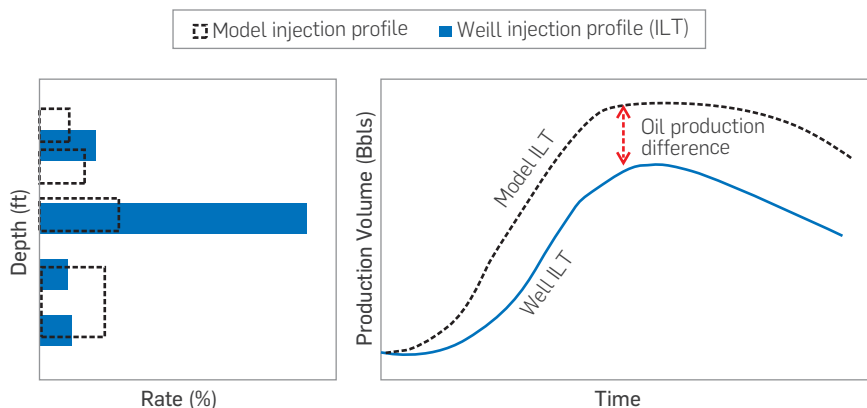 Model injection profile
Weill injection profile (ILT)
Depth (ft)
Rate (%)
Production Volume (Bbls)
Model ILT
Well ILT
Oil production
difference
Time